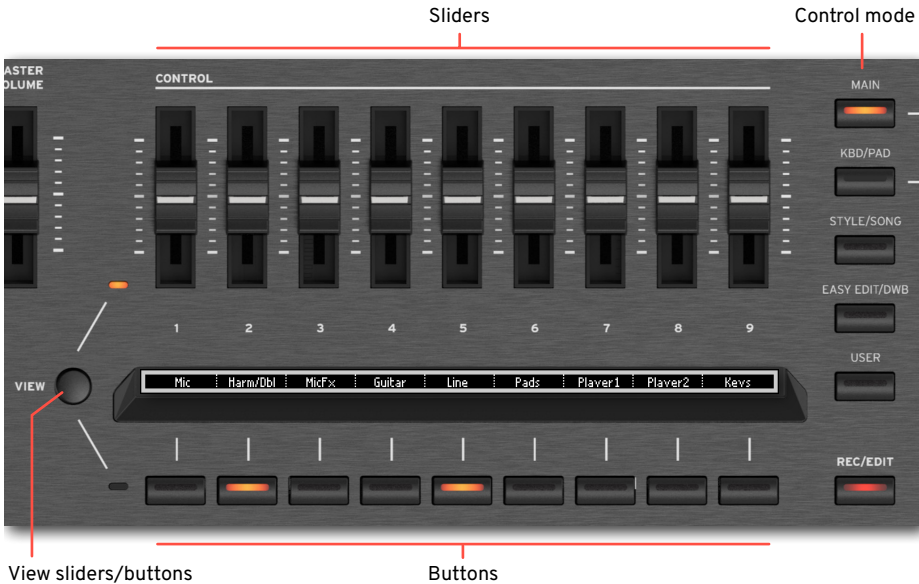 Sliders
Control mode
ASTER
OLUME
CONTROL
MAIN
KBD/PAD
STYLE/SONG
EASY EDIT/DWB
USER
1 2 3 4 5 6 7 8 9
VIEW
Mic Harm/Dbl MicFx Guitar Line Pads Player1 Player2 Keys
REC/EDIT
View sliders/buttons
Buttons